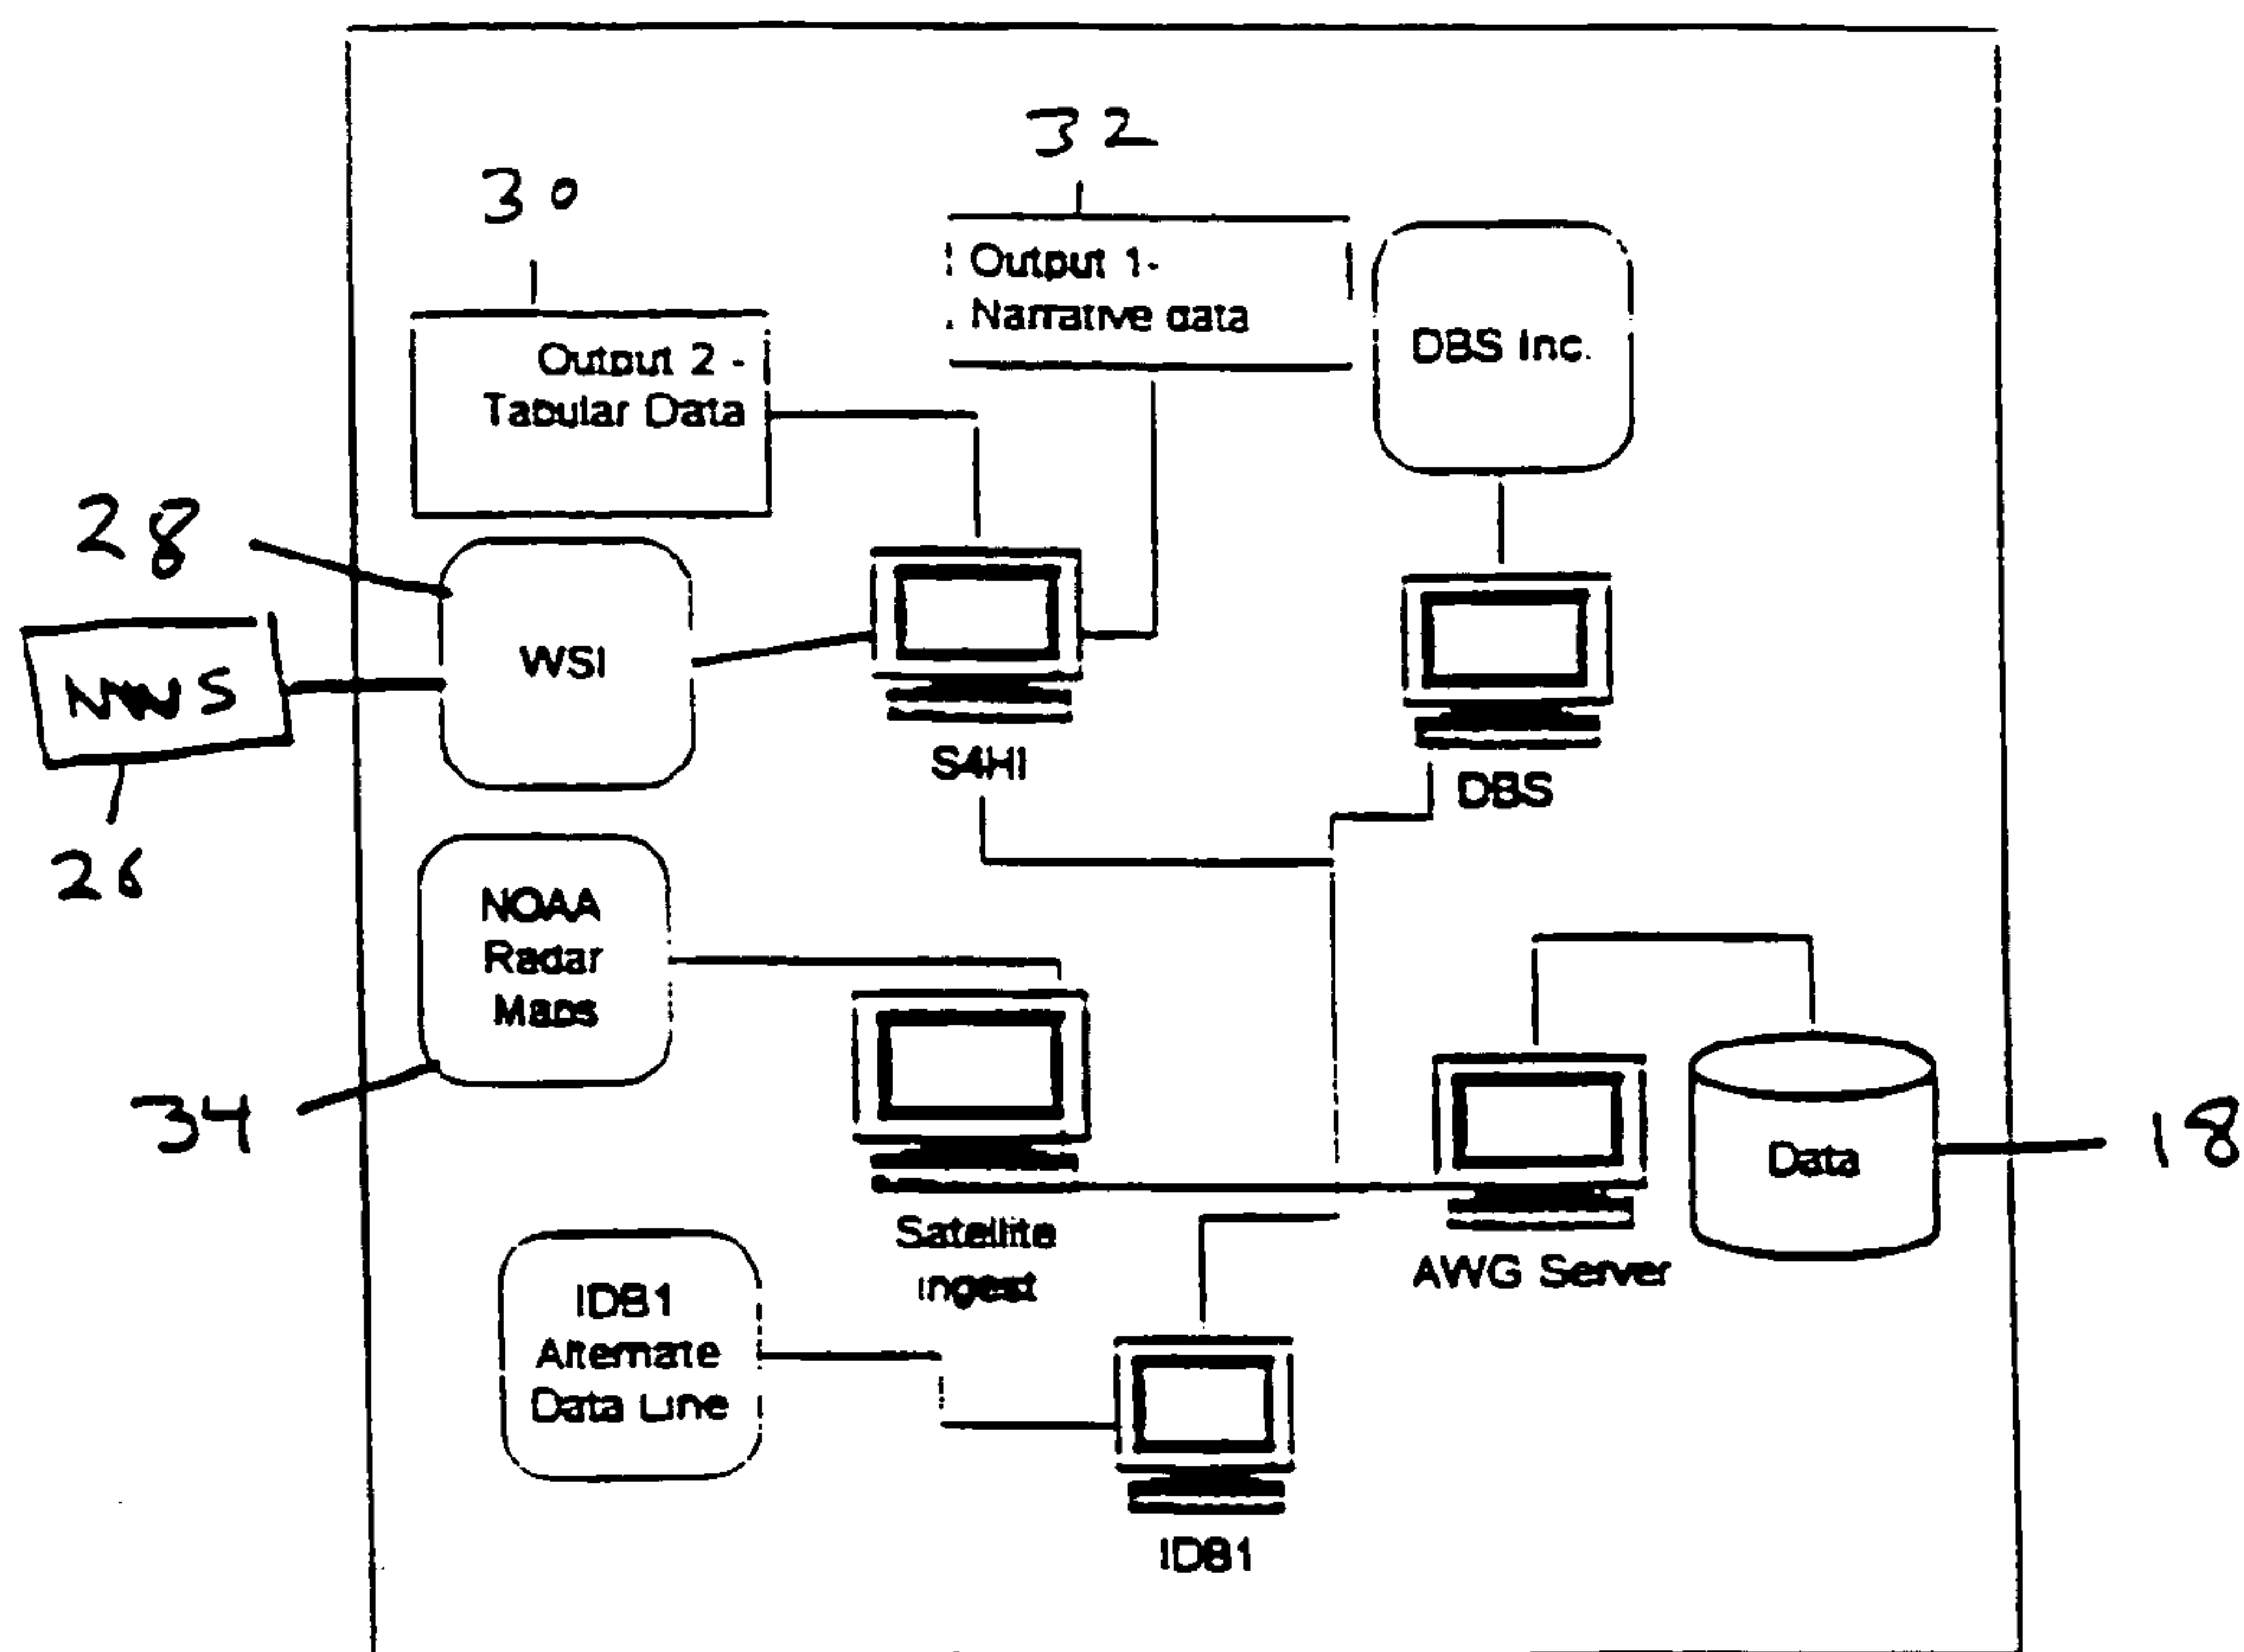 32
30
Output 1-
Narrative data
Output 2 -
Tabular Data
DBS Inc.
28
WSI
NWS
S4HI
DBS
26
NOAA
Radar
Maps
34
18
Data
Satellite
Ingest
AWG Server
IDB1
Alternate
Data Line
IDB1